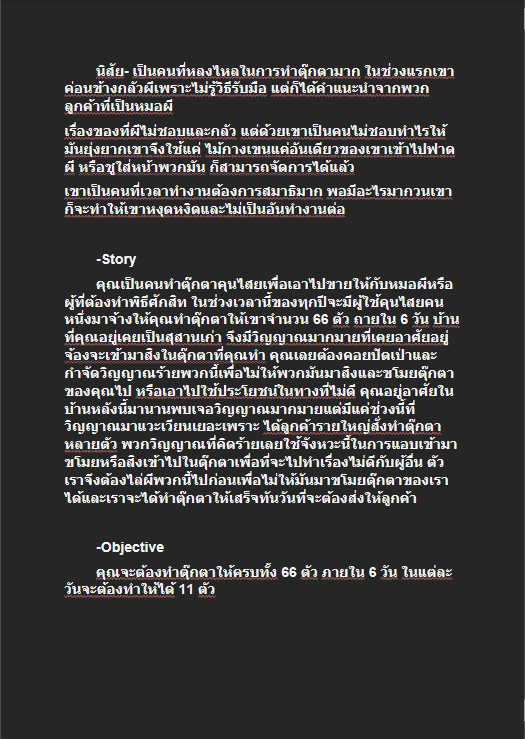 นิสัย- เป็นคนที่หลงไหลในการทำตุ๊กตามาก ในช่วงแรกเขา
ค่อนข้างกลัวผีเพราะไม่รู้วิธีรับมือ แต่ก็ได้คำแนะนำจากพวก
ลูกค้าที่เป็นหมอผี
เรื่องของที่ผีไม่ชอบและกลัว แต่ด้วยเขาเป็นคนไม่ชอบทำไรให้
มันยุ่งยากเขาจึงใช้แค่ ไม้กางเขนแค่อันเดียวของเขาเข้าไปฟาด
ผี หรือชูใส่หน้าพวกมัน ก็สามารถจัดการได้แล้ว
เขาเป็นคนที่เวลาทำงานต้องการสมาธิมาก พอมีอะไรมากวนเขา
ก็จะทำให้เขาหงุดหงิดและไม่เป็นอันทำงานต่อ
-Story
คุณเป็นคนทำตุ๊กตาคุนไสยเพื่อเอาไปขายให้กับหมอผีหรือ
ผู้ที่ต้องทำพิธีศักสิท ในช่วงเวลานี้ของทุกปีจะมีผู้ใช้คุนไสยคน
หนึ่งมาจ้างให้คุณทำตุ๊กตาให้เขาจำนวน 66 ตัว ภายใน 6 วัน บ้าน
ที่คุณอยู่เคยเป็นสุสานเก่า จึงมีวิญญาณมากมายที่เคยอาศัยอยู่
จ้องจะเข้ามาสิงในตุ๊กตาที่คุณทำ คุณเลยต้องคอยปัดเป่าและ
กำจัดวิญญาณร้ายพวกนี้เพื่อไม่ให้พวกมันมาสิงและขโมยตุ๊กตา
ของคุณไป หรือเอาไปใช้ประโยชน์ในทางที่ไม่ดี คุณอยู่อาศัยใน
บ้านหลังนี้มานานพบเจอวิญญาณมากมายแต่มีแค่ช่วงนี้ที่
วิญญาณมาแวะเวียนเยอะเพราะ ได้ลูกค้ารายใหญ่สั่งทำตุ๊กตา
หลายตัว พวกวิญญาณที่คิดร้ายเลยใช้จังหวะนี้ในการแอบเข้ามา
ขโมยหรือสิงเข้าไปในตุ๊กตาเพื่อที่จะไปทำเรื่องไม่ดีกับผู้อื่น ตัว
เราจึงต้องไล่ผีพวกนี้ไปก่อนเพื่อไม่ให้มันมาขโมยตุ๊กตาของเรา
ได้และเราจะได้ทำตุ๊กตาให้เสร็จทันวันที่จะต้องส่งให้ลูกค้า
-Objective
คุณจะต้องทำตุ๊กตาให้ครบทั้ง 66 ตัว ภายใน 6 วัน ในแต่ละ
วันจะต้องทำให้ได้ 11 ตัว